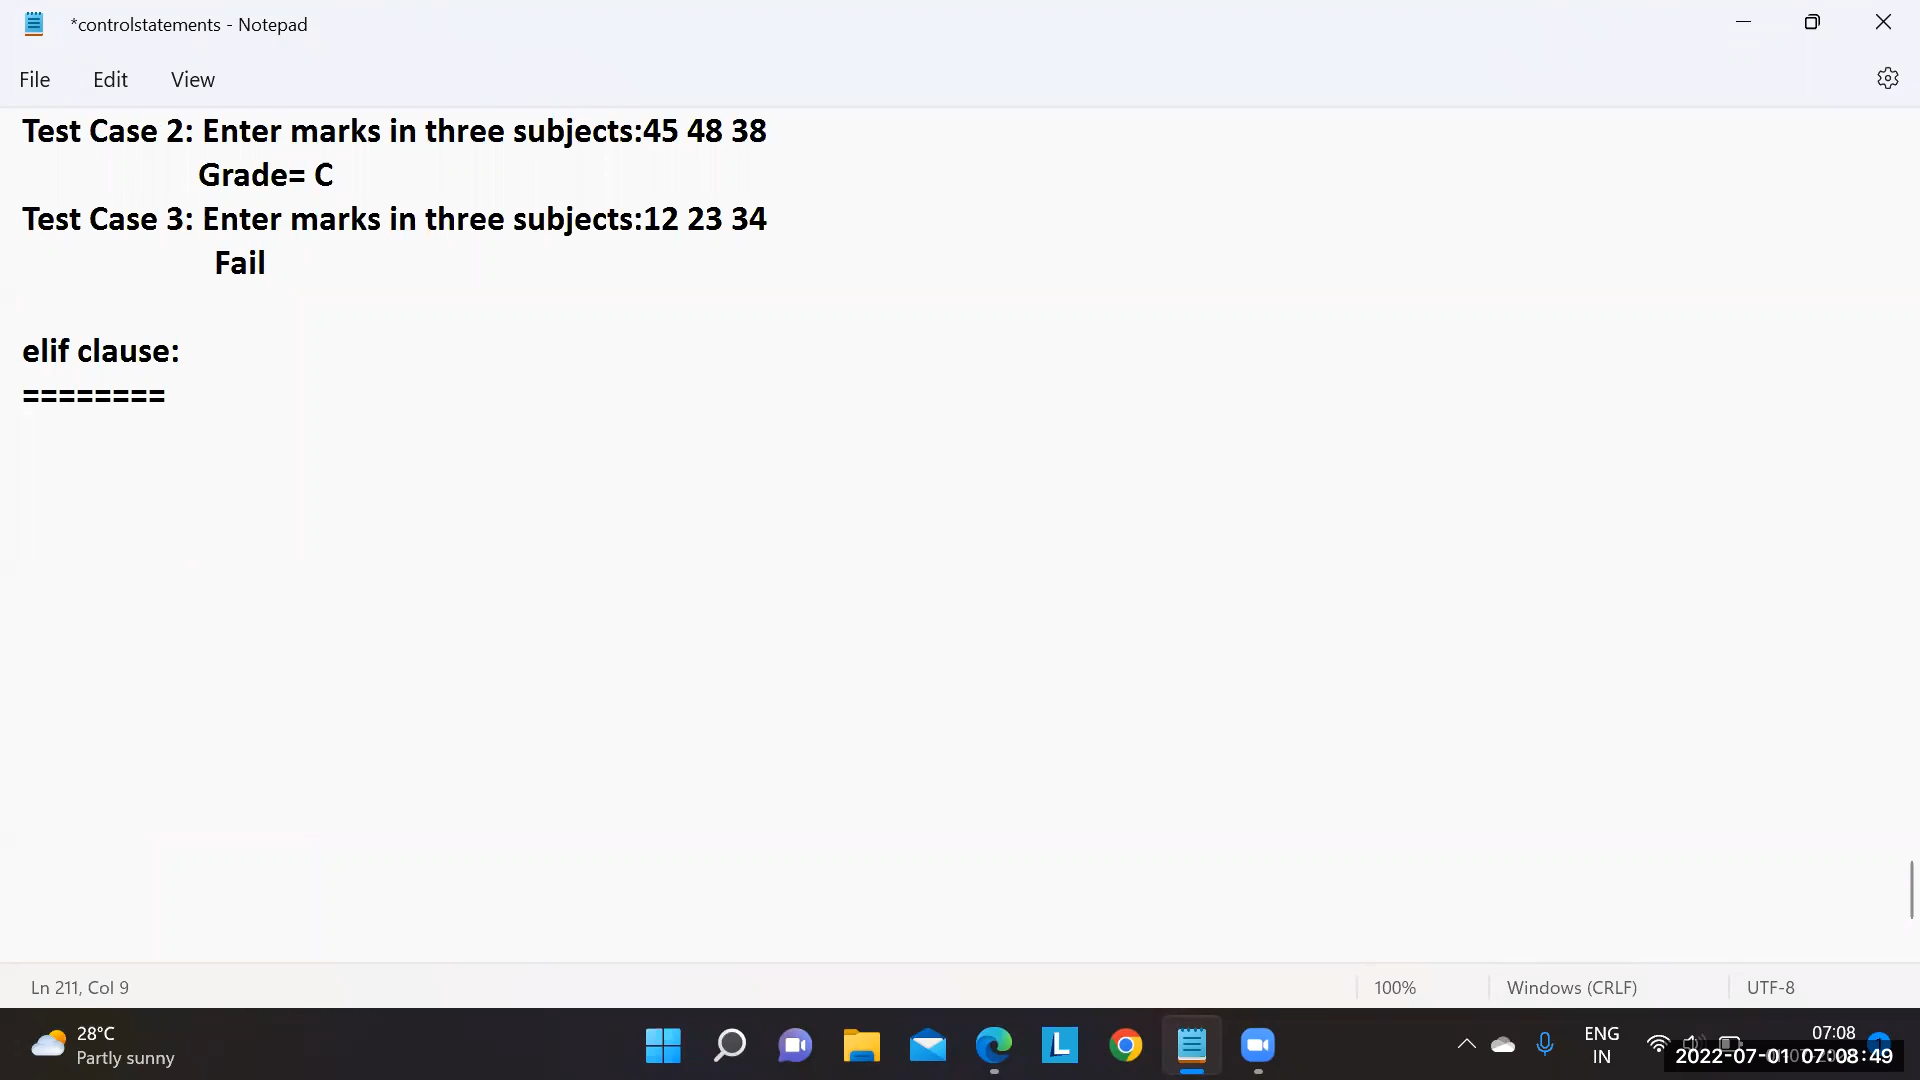 *controlstatements - Notepad
File Edit View
Test Case 2: Enter marks in three subjects:45 48 38
Grade= C
Test Case 3: Enter marks in three subjects:12 23 34
Fail
elif clause:
========
Ln 211, Col 9 100% Windows (CRLF) UTF-8
28°C
Partly sunny
L
ENG
IN
07:08
2022-07-01 07:08:49
1